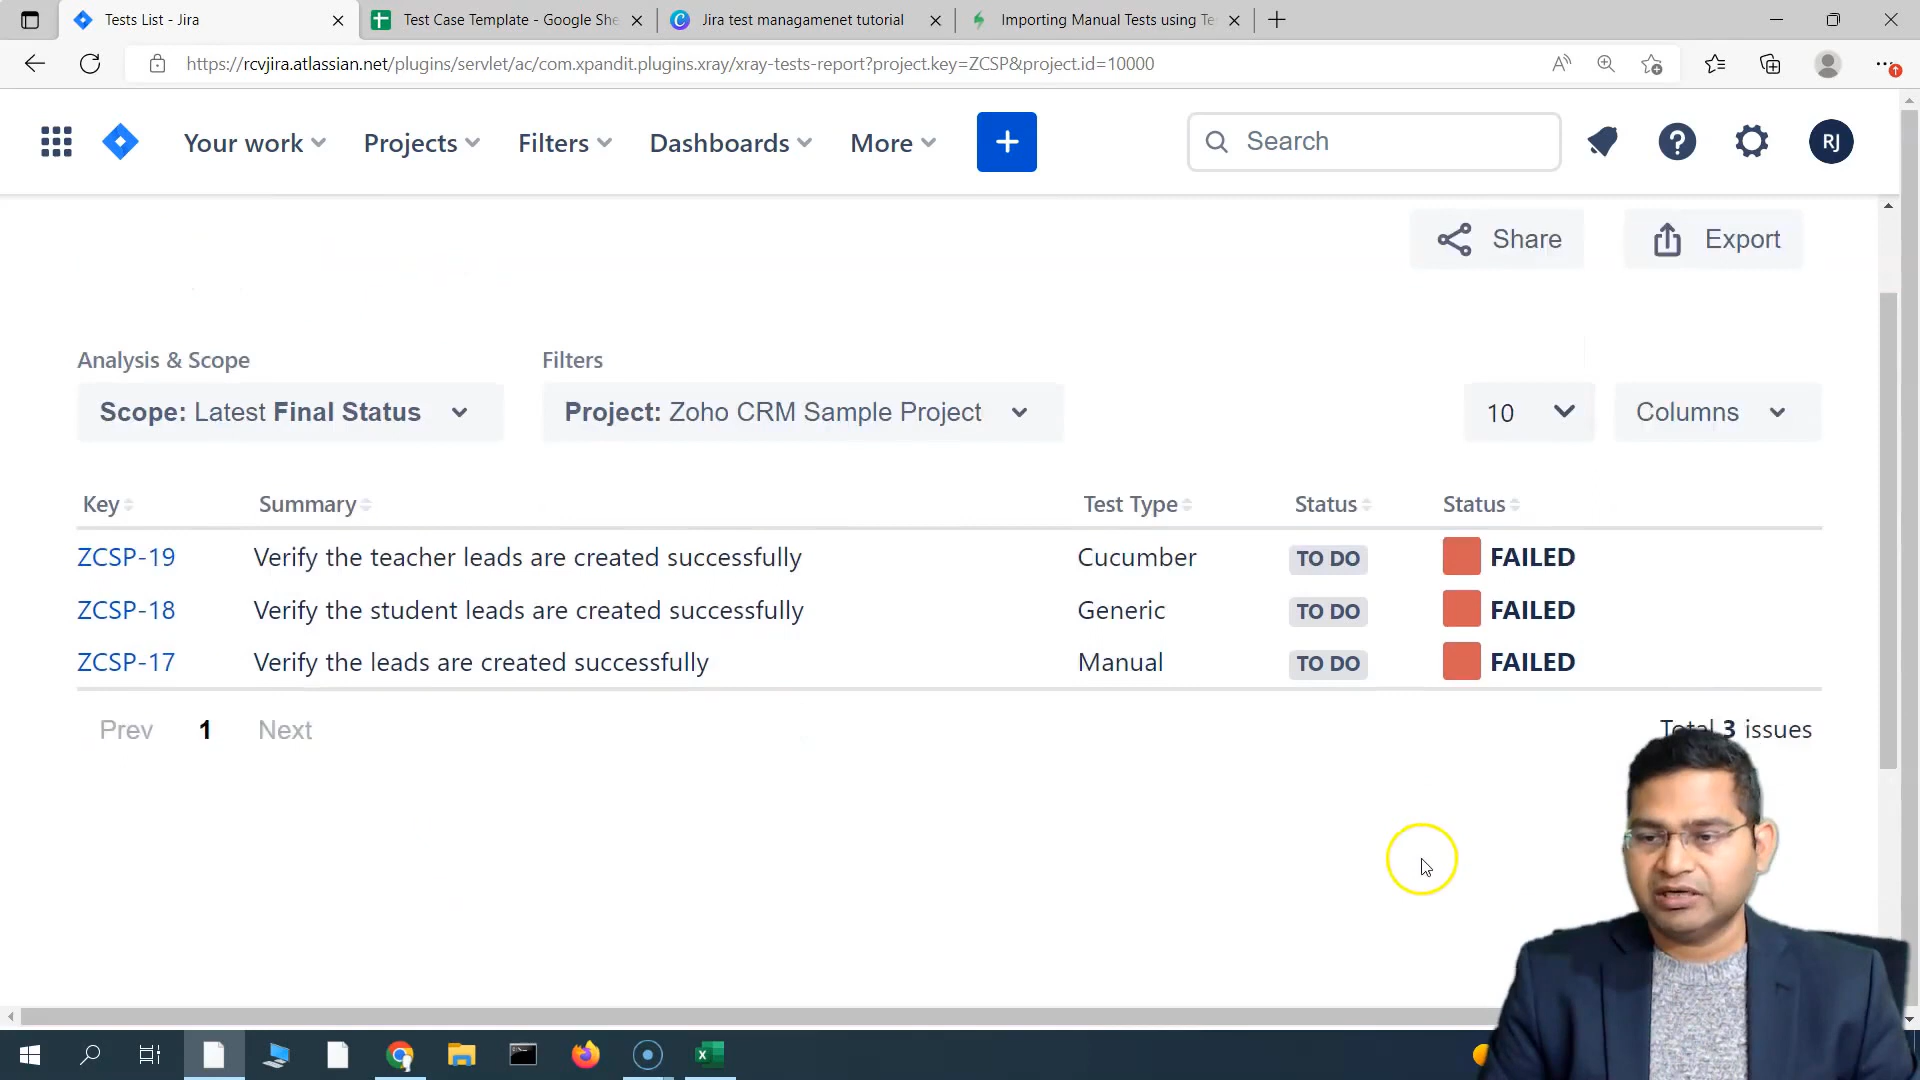 Tests List - Jira
Test Case Template - Google She
Jira test managamenet tutorial
Importing Manual Tests using Te
https://rcvjira.atlassian.net/plugins/servlet/ac/com.xpandit.plugins.xray/xray-tests-report?project.key=ZCSP&project.id=10000
Your work Projects Filters Dashboards More + Search ? RJ
Share Export
Analysis & Scope Filters
Scope: Latest Final Status Project: Zoho CRM Sample Project 10 Columns
Key Summary Test Type Status Status
ZCSP-19 Verify the teacher leads are created successfully Cucumber TO DO FAILED
ZCSP-18 Verify the student leads are created successfully Generic TO DO FAILED
ZCSP-17 Verify the leads are created successfully Manual TO DO FAILED
Prev 1 Next Total 3 issues